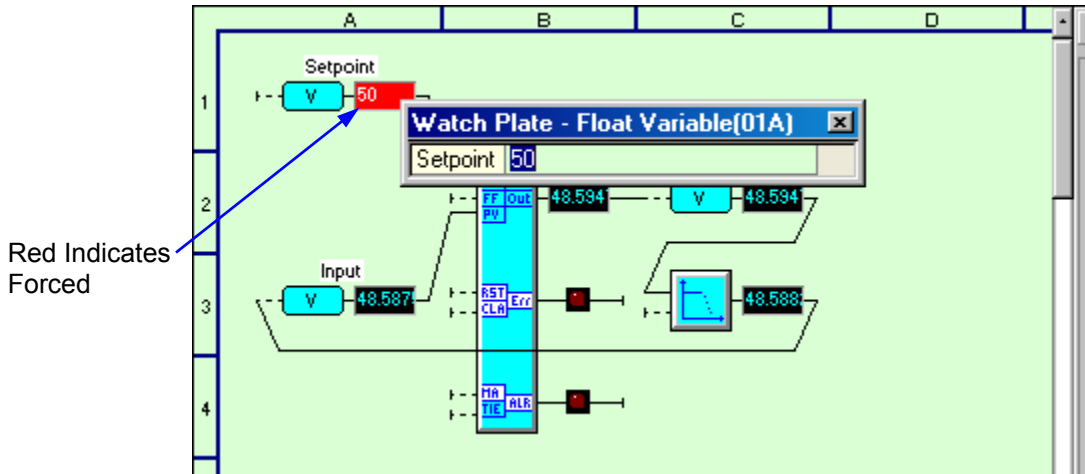 A B C D
Setpoint
1 V 50
Watch Plate - Float Variable(01A)
Setpoint 50
2 FF Out 48.594 V 48.594
PV
Red Indicates
Forced
Input
3 V 48.587 RST Err 48.588
CLA
4 MA ALR
TIE